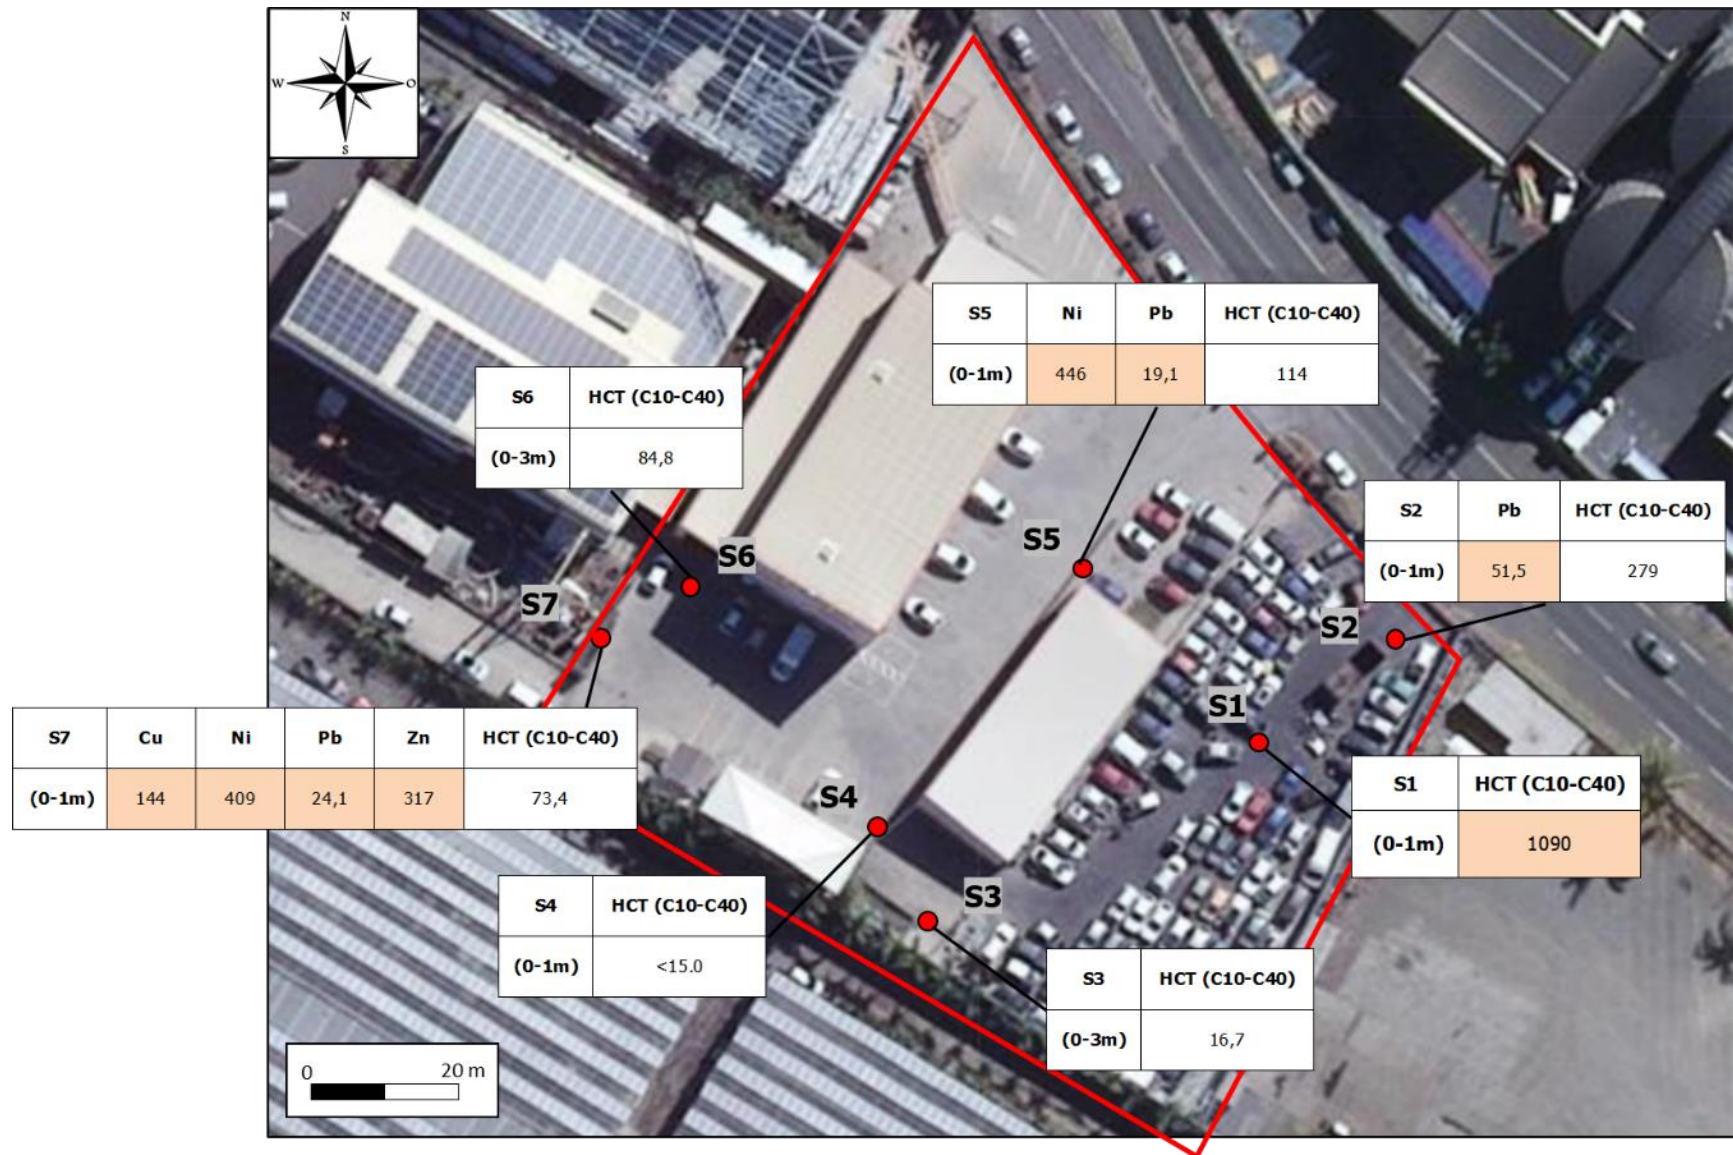 N
W O
S
S5 Ni Pb HCT (C10-C40)
(0-1m) 446 19,1 114
S6 HCT (C10-C40)
(0-3m) 84,8
S2 Pb HCT (C10-C40)
(0-1m) 51,5 279
S5
S6
S7
S2
S1
S7 Cu Ni Pb Zn HCT (C10-C40)
(0-1m) 144 409 24,1 317 73,4
S1 HCT (C10-C40)
(0-1m) 1090
S4
S4 HCT (C10-C40)
(0-1m) <15.0
S3
S3 HCT (C10-C40)
(0-3m) 16,7
0 20 m